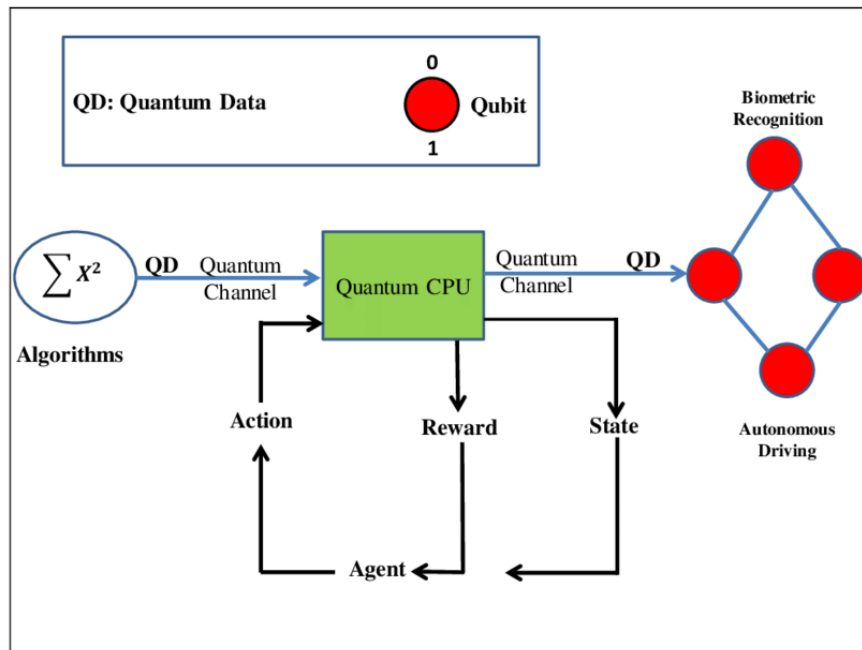 0
QD: Quantum Data
Qubit
1
Biometric
Recognition
∑ X²
QD
Quantum
Channel
Quantum CPU
Quantum
Channel
QD
Algorithms
Action
Reward
State
Autonomous
Driving
Agent